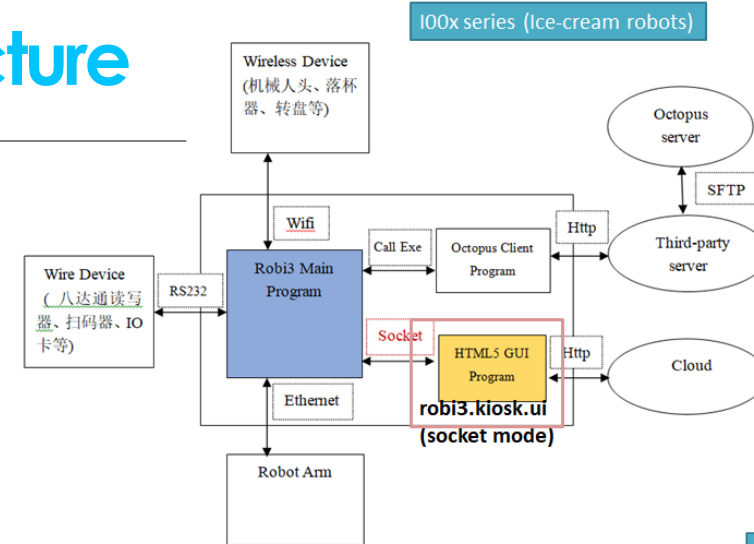 I00x series (Ice-cream robots)
cture
Wireless Device
(机械人头、落杯
器、转盘等)
Octopus
server
SFTP
Wifi
Http
Call Exe
Octopus Client
Program
Third-party
server
Robi3 Main
Program
Wire Device
( 八达通读写
器、扫码器、IO
卡等)
RS232
Socket
HTML5 GUI
Program
Http
Cloud
robi3.kiosk.ui
(socket mode)
Ethernet
Robot Arm